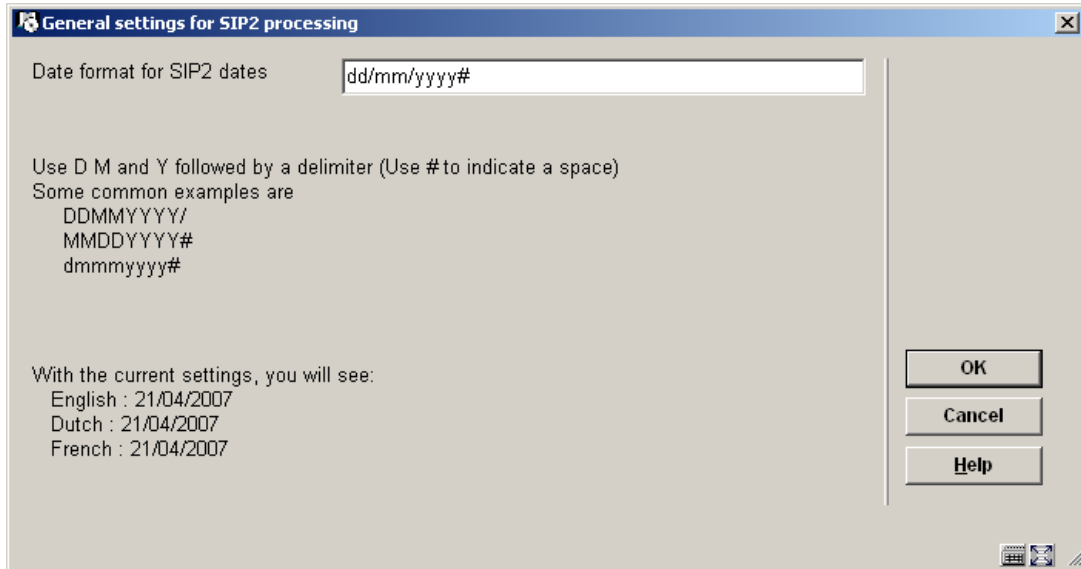 General settings for SIP2 processing
Date format for SIP2 dates
dd/mm/yyyy#
Use D M and Y followed by a delimiter (Use # to indicate a space)
Some common examples are
DDMMYYYY/
MMDDYYYY#
dmmmyyyy#
With the current settings, you will see:
English : 21/04/2007
Dutch : 21/04/2007
French : 21/04/2007
OK
Cancel
Help